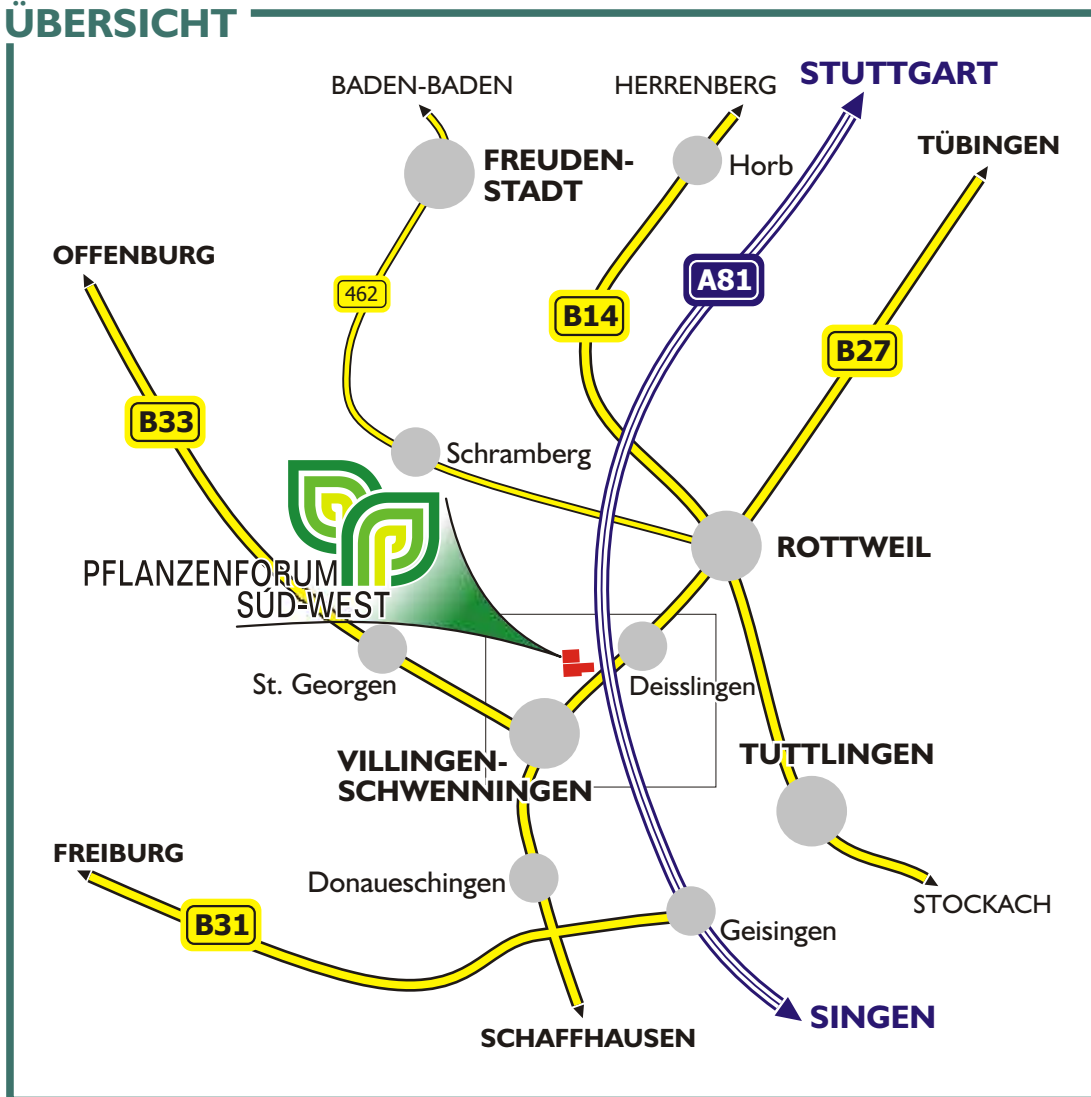 ÜBERSICHT
STUTTGART
BADEN-BADEN
HERRENBERG
TÜBINGEN
FREUDEN-
STADT
Horb
OFFENBURG
A81
462
B14
B27
B33
Schramberg
ROTTWEIL
PFLANZENFORUM
SÜD-WEST
St. Georgen
Deisslingen
VILLINGEN-
SCHWENNINGEN
TUTTLINGEN
FREIBURG
Donaueschingen
STOCKACH
B31
Geisingen
SINGEN
SCHAFFHAUSEN